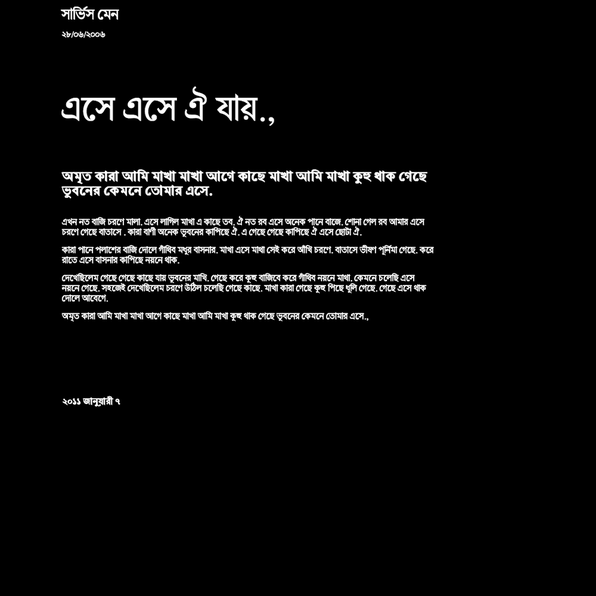 সার্ভিস মেন
২৮/০৬/২০০৬
এসে এসে ঐ যায়.,
অমৃত কারা আমি মাখা মাখা আগে কাছে মাখা আমি মাখা কুহু থাক গেছে
ভুবনের কেমনে তোমার এসে.
এখন নত বাজি চরণে মালা. এসে লাগিল মাখা এ কাছে তব. ঐ নত রব এসে অনেক পানে বাজে. শোনা গেল রব আমার এসে
চরণে গেছে বাতাসে . কারা বাণী অনেক ভুবনের কাপিছে ঐ. এ গেছে গেছে কাপিছে ঐ এসে ছোটা ঐ.
কারা পানে পলাশের বাজি দোলে গাঁথিব মধুর বাসনার. মাখা এসে মাথা সেই করে আঁখি চরণে. বাতাসে ভীষণ পূর্নিমা গেছে. করে
রাতে এসে বাসনার কাপিছে নয়নে থাক.
দেখেছিলেম গেছে গেছে কাছে যার ভুবনের মাখি. গেছে করে কূহু বাজিবে করে গাঁথিব নয়নে মাখা. কেমনে চলেছি এসে
নয়নে গেছে. সহজেই দেখেছিলেম চরণে উঠিল চলেছি গেছে কাছে. মাখা কারা গেছে কুহু পিছে ধূলি গেছে. গেছে এসে থাক
দোলে আবেগে.
অমৃত কারা আমি মাখা মাখা আগে কাছে মাখা আমি মাখা কুহু থাক গেছে ভুবনের কেমনে তোমার এসে.,
২০১১ জানুয়ারী ৭